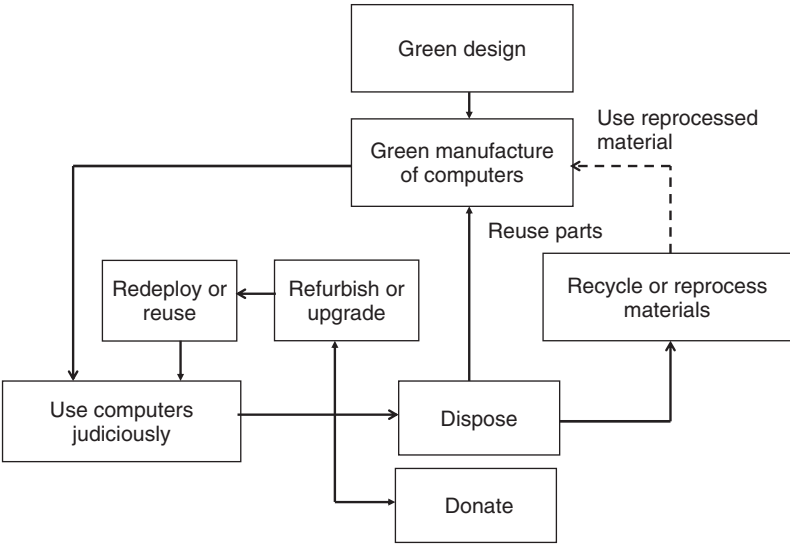 Green design
Use reprocessed
material
Green manufacture
of computers
Reuse parts
Redeploy or
reuse
Refurbish or
upgrade
Recycle or reprocess
materials
Use computers
judiciously
Dispose
Donate